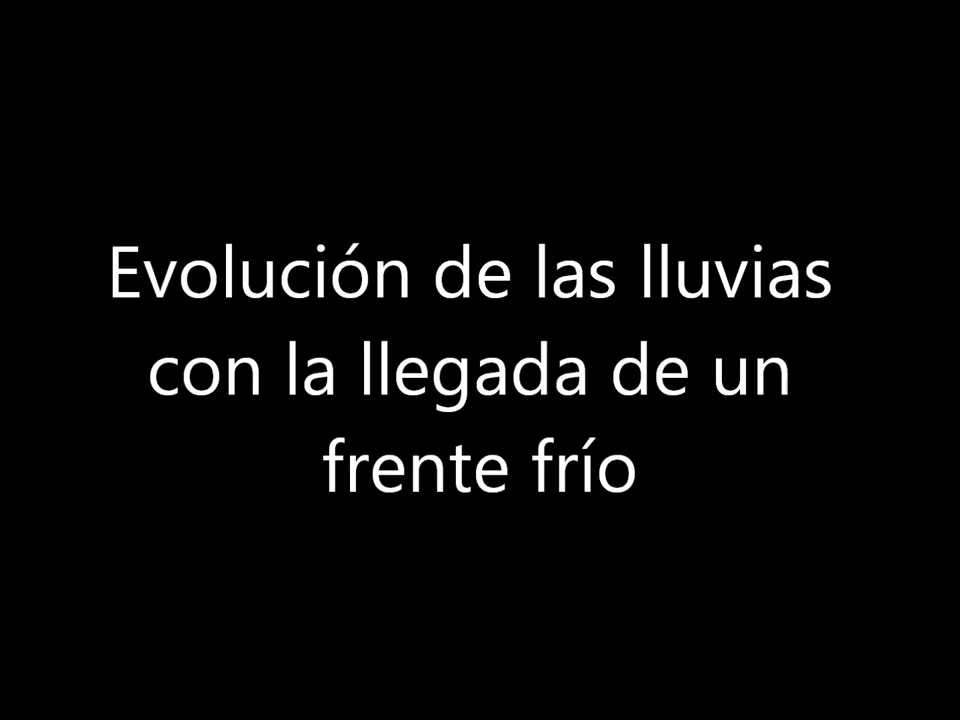 Evolución de las lluvias
con la llegada de un
frente frío